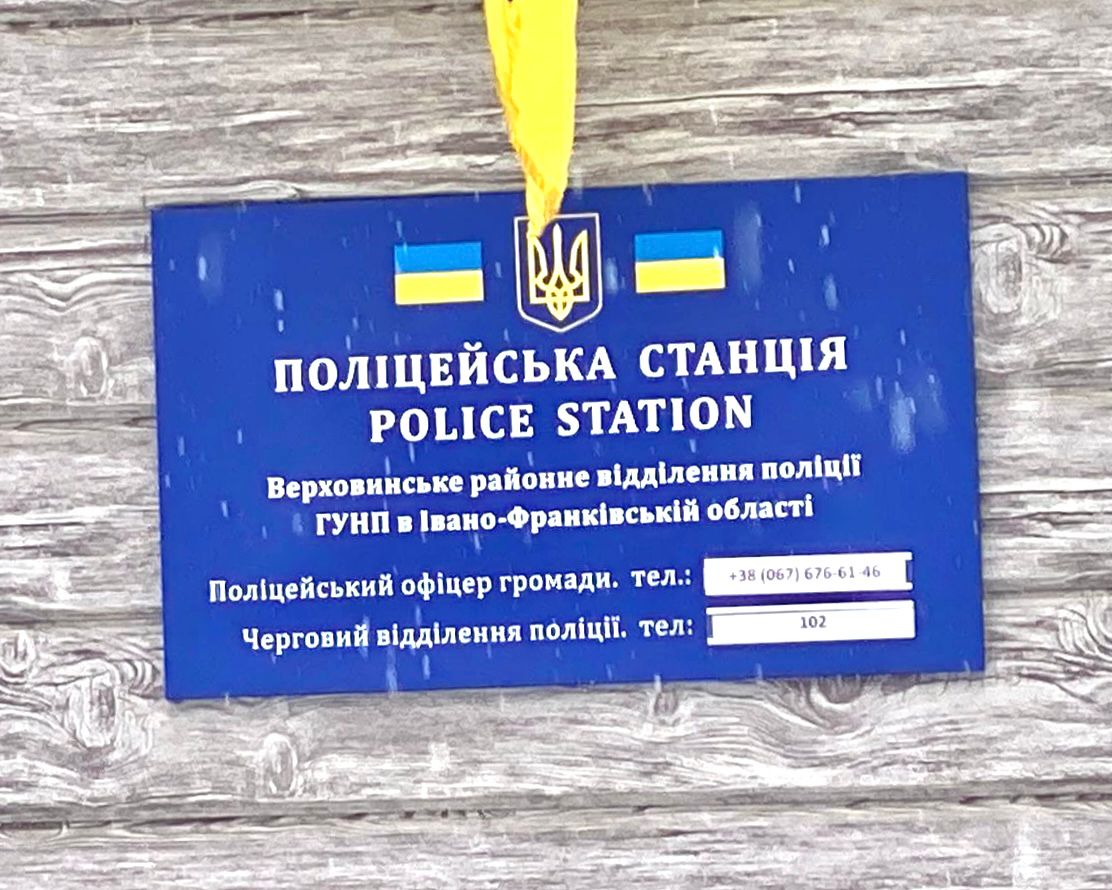 ПОЛІЦЕЙСЬКА СТАНЦІЯ
POLICE STATION
Верховинське районне відділення поліції
ГУНП в Івано-Франківській області
Поліцейський офіцер громади. тел.: +38 (067) 676-61-46
Черговий відділення поліції. тел: 102